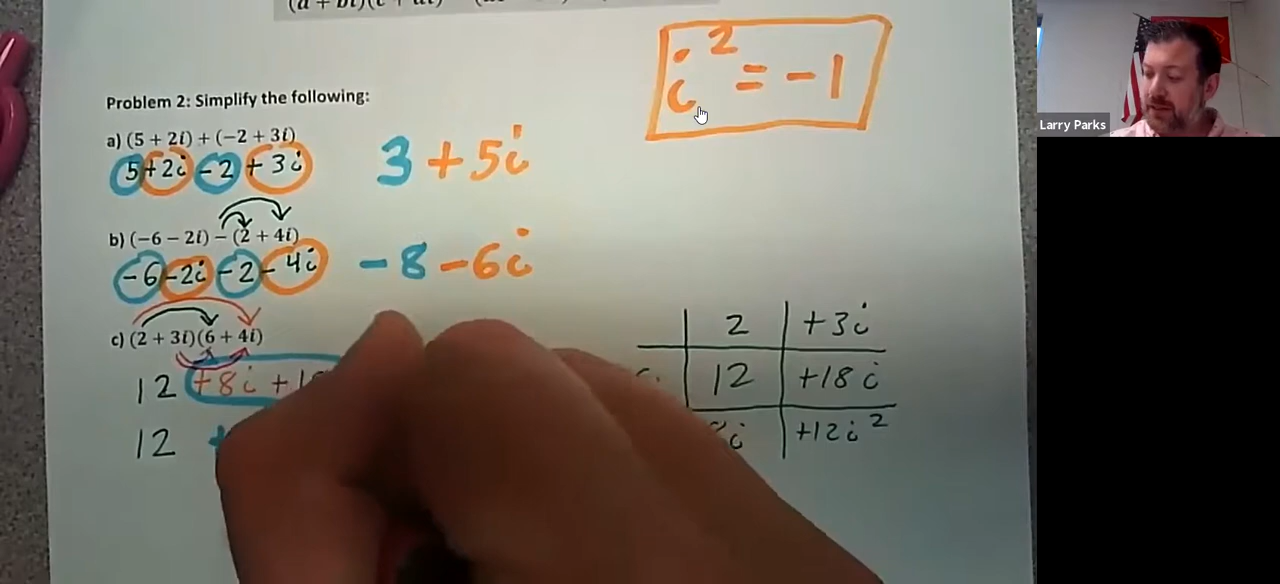 i² = -1
Larry Parks
Problem 2: Simplify the following:
a) (5 + 2i) + (−2 + 3i)
5 + 2i - 2 + 3i
3 + 5i
b) (−6 − 2i) − (2 + 4i)
-6 - 2i - 2 - 4i
-8 - 6i
c) (2 + 3i)(6 + 4i)
12 + 8i +
12 +
2 +3i
12 +18i
+12i²